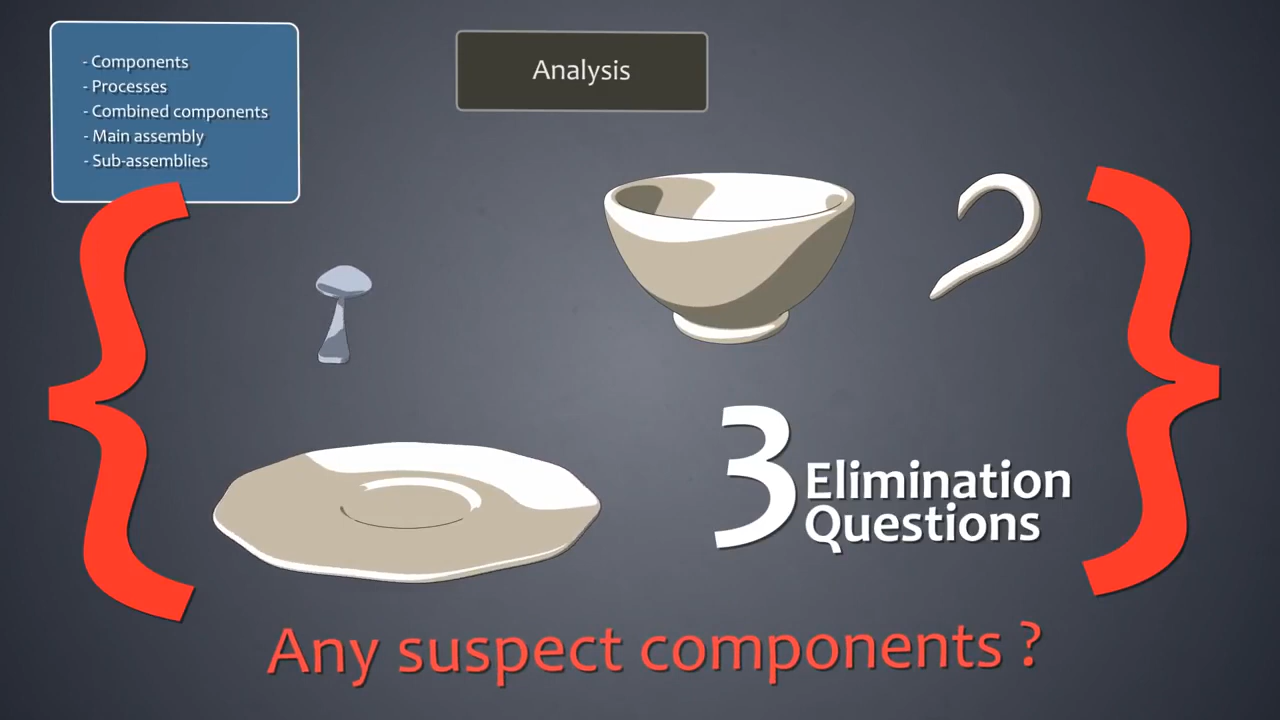 - Components
- Processes
- Combined components
- Main assembly
- Sub-assemblies
Analysis
3 Elimination
Questions
Any suspect components ?